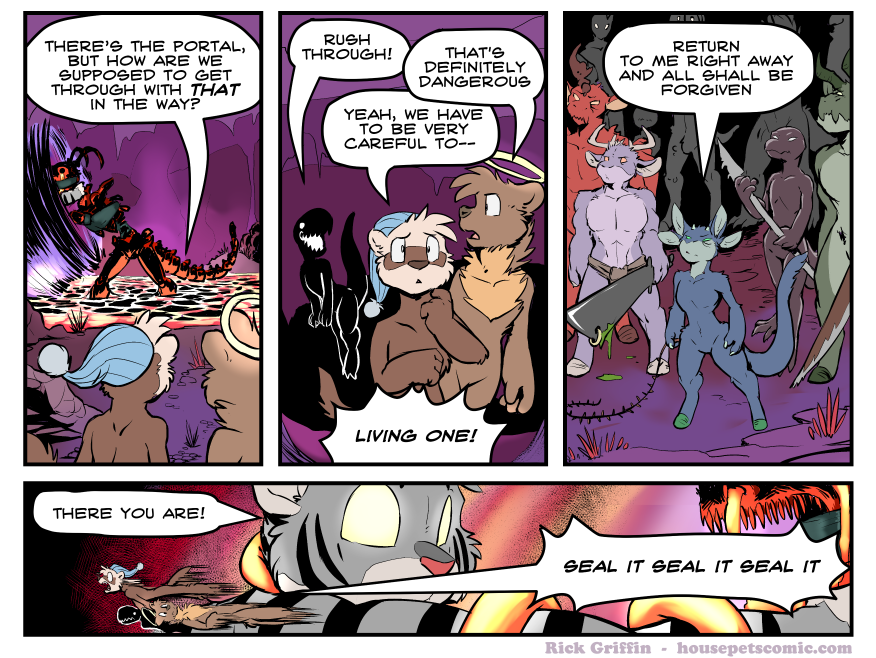 THERE'S THE PORTAL,
BUT HOW ARE WE
SUPPOSED TO GET
THROUGH WITH THAT
IN THE WAY?
RUSH
THROUGH!
THAT'S
DEFINITELY
DANGEROUS
YEAH, WE HAVE
TO BE VERY
CAREFUL TO--
LIVING ONE!
RETURN
TO ME RIGHT AWAY
AND ALL SHALL BE
FORGIVEN
THERE YOU ARE!
SEAL IT SEAL IT SEAL IT
Rick Griffin - housepetscomic.com